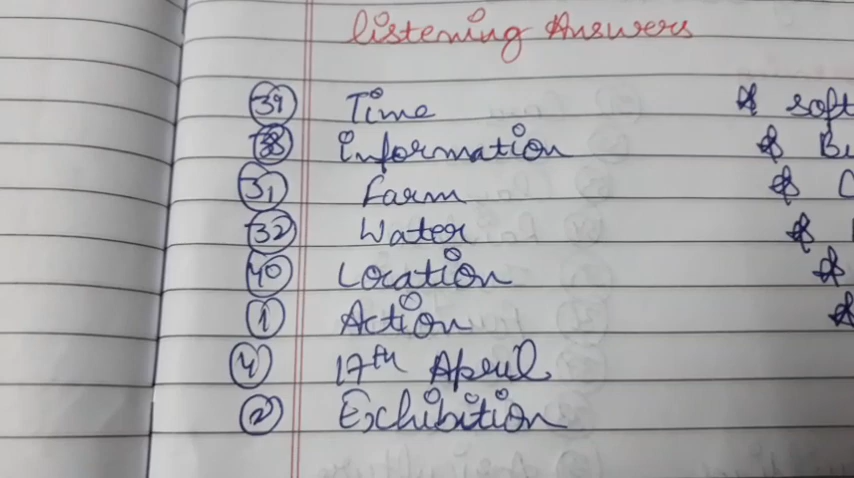 Listening Answers
39 Time * soft
38 Information
31 Farm
32 Water
40 Location
1 Action
4 17th April
2 Exchibition